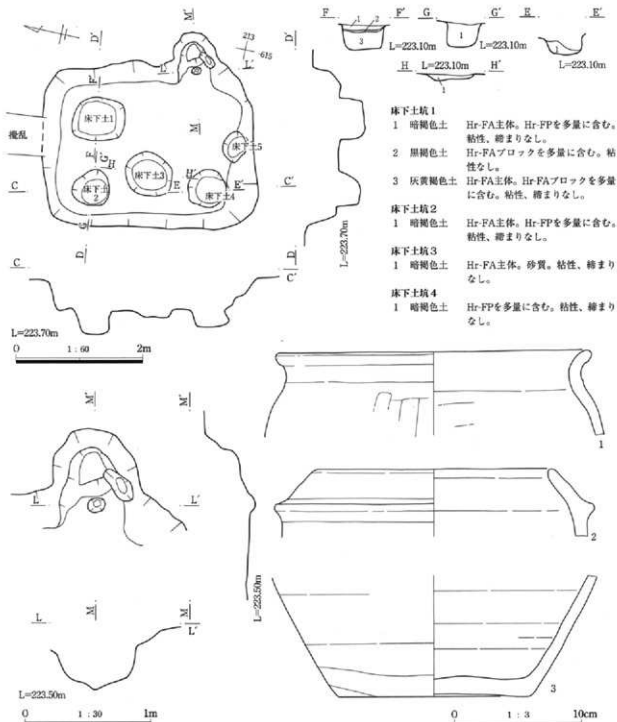 M'
D'
213
615
L'
L'
F'
床下土1
M
撹乱
床下土5
F
G'
H
床下土3
H'
C
床下土2
E
E'
床下土4
C'
G
D
C
C'
L=223.70m
0 1:60 2m
D'
D
L=223.70m
F F' G G' E E'
1 2
3
L=223.10m
1
L=223.10m
1
L=223.10m
H L=223.10m H'
1
床下土坑1
1 暗褐色土 Hr-FA主体。Hr-FPを多量に含む。
粘性、締まりなし。
2 黒褐色土 Hr-FAブロックを多量に含む。粘
性なし。
3 灰黄褐色土 Hr-FA主体。Hr-FAブロックを多量
に含む。粘性、締まりなし。
床下土坑2
1 暗褐色土 Hr-FA主体。Hr-FPを多量に含む。
粘性、締まりなし。
床下土坑3
1 暗褐色土 Hr-FA主体。砂質。粘性、締まり
なし。
床下土坑4
1 暗褐色土 Hr-FPを多量に含む。粘性、締まり
なし。
M'
M'
L
L'
M
M
L=223.50m
L
L'
L=223.50m
0 1:30 1m
1
2
3
0 1:3 10cm